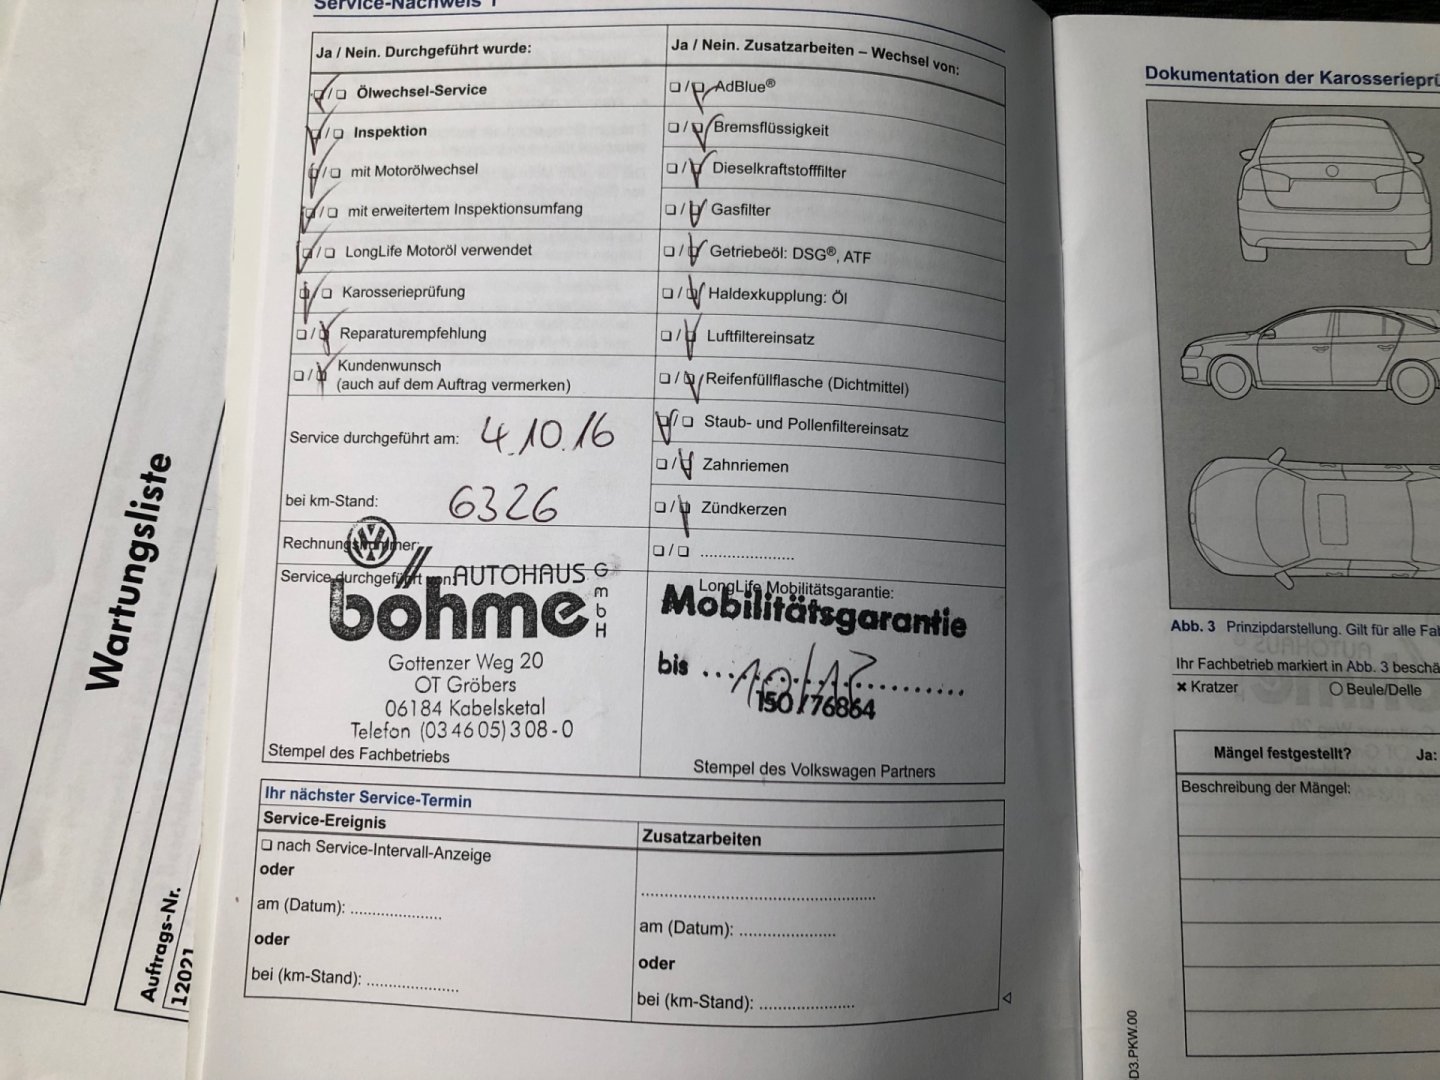 Service-Nachweis 1
Ja / Nein. Durchgeführt wurde:
Ölwechsel-Service
Inspektion
mit Motorölwechsel
mit erweitertem Inspektionsumfang
LongLife Motoröl verwendet
Karosserieprüfung
Reparaturempfehlung
Kundenwunsch
(auch auf dem Auftrag vermerken)
Service durchgeführt am: 4.10.16
bei km-Stand: 6326
Rechnungsnummer:
Service durchgeführt von:
AUTOHAUS
böhme
GmbH
Gottenzer Weg 20
OT Gröbers
06184 Kabelsketal
Telefon (034605) 308-0
Stempel des Fachbetriebs
Ja / Nein. Zusatzarbeiten – Wechsel von:
AdBlue®
Bremsflüssigkeit
Dieselkraftstofffilter
Gasfilter
Getriebeöl: DSG®, ATF
Haldexkupplung: Öl
Luftfiltereinsatz
Reifenfüllflasche (Dichtmittel)
Staub- und Pollenfiltereinsatz
Zahnriemen
Zündkerzen
....................
LongLife Mobilitätsgarantie:
Mobilitätsgarantie
bis
150 / 76864
Stempel des Volkswagen Partners
Ihr nächster Service-Termin
Service-Ereignis
nach Service-Intervall-Anzeige
oder
am (Datum): ....................
oder
bei (km-Stand): ....................
Zusatzarbeiten
..................................................
am (Datum): ....................
oder
bei (km-Stand): ....................
Dokumentation der Karosserieprü
Abb. 3 Prinzipdarstellung. Gilt für alle Fa
Ihr Fachbetrieb markiert in Abb. 3 beschä
Kratzer
Beule/Delle
Mängel festgestellt? Ja:
Beschreibung der Mängel:
D3.PKW.00
Wartungsliste
Auftrags-Nr.
12021